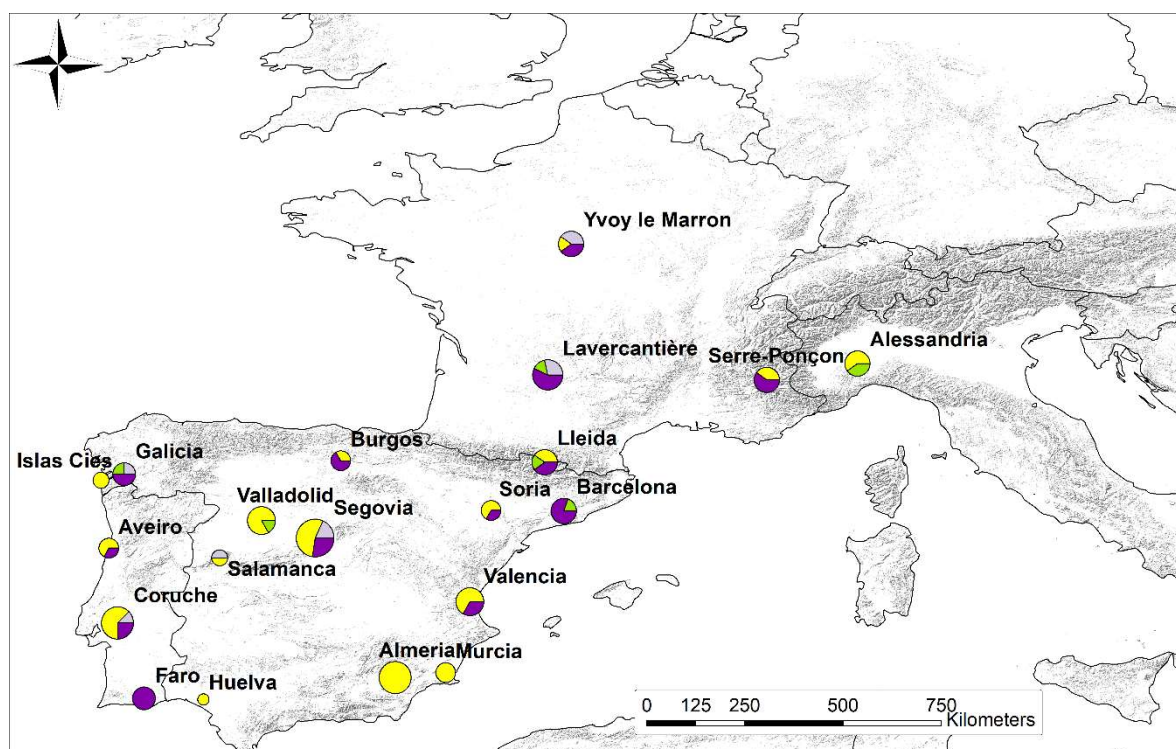 Yvoy le Marron
Lavercantière
Serre-Ponçon
Alessandria
Burgos
Lleida
Islas Cies
Galicia
Soria
Barcelona
Valladolid
Segovia
Aveiro
Salamanca
Valencia
Coruche
Almeria
Murcia
Faro
Huelva
0 125 250 500 750
Kilometers